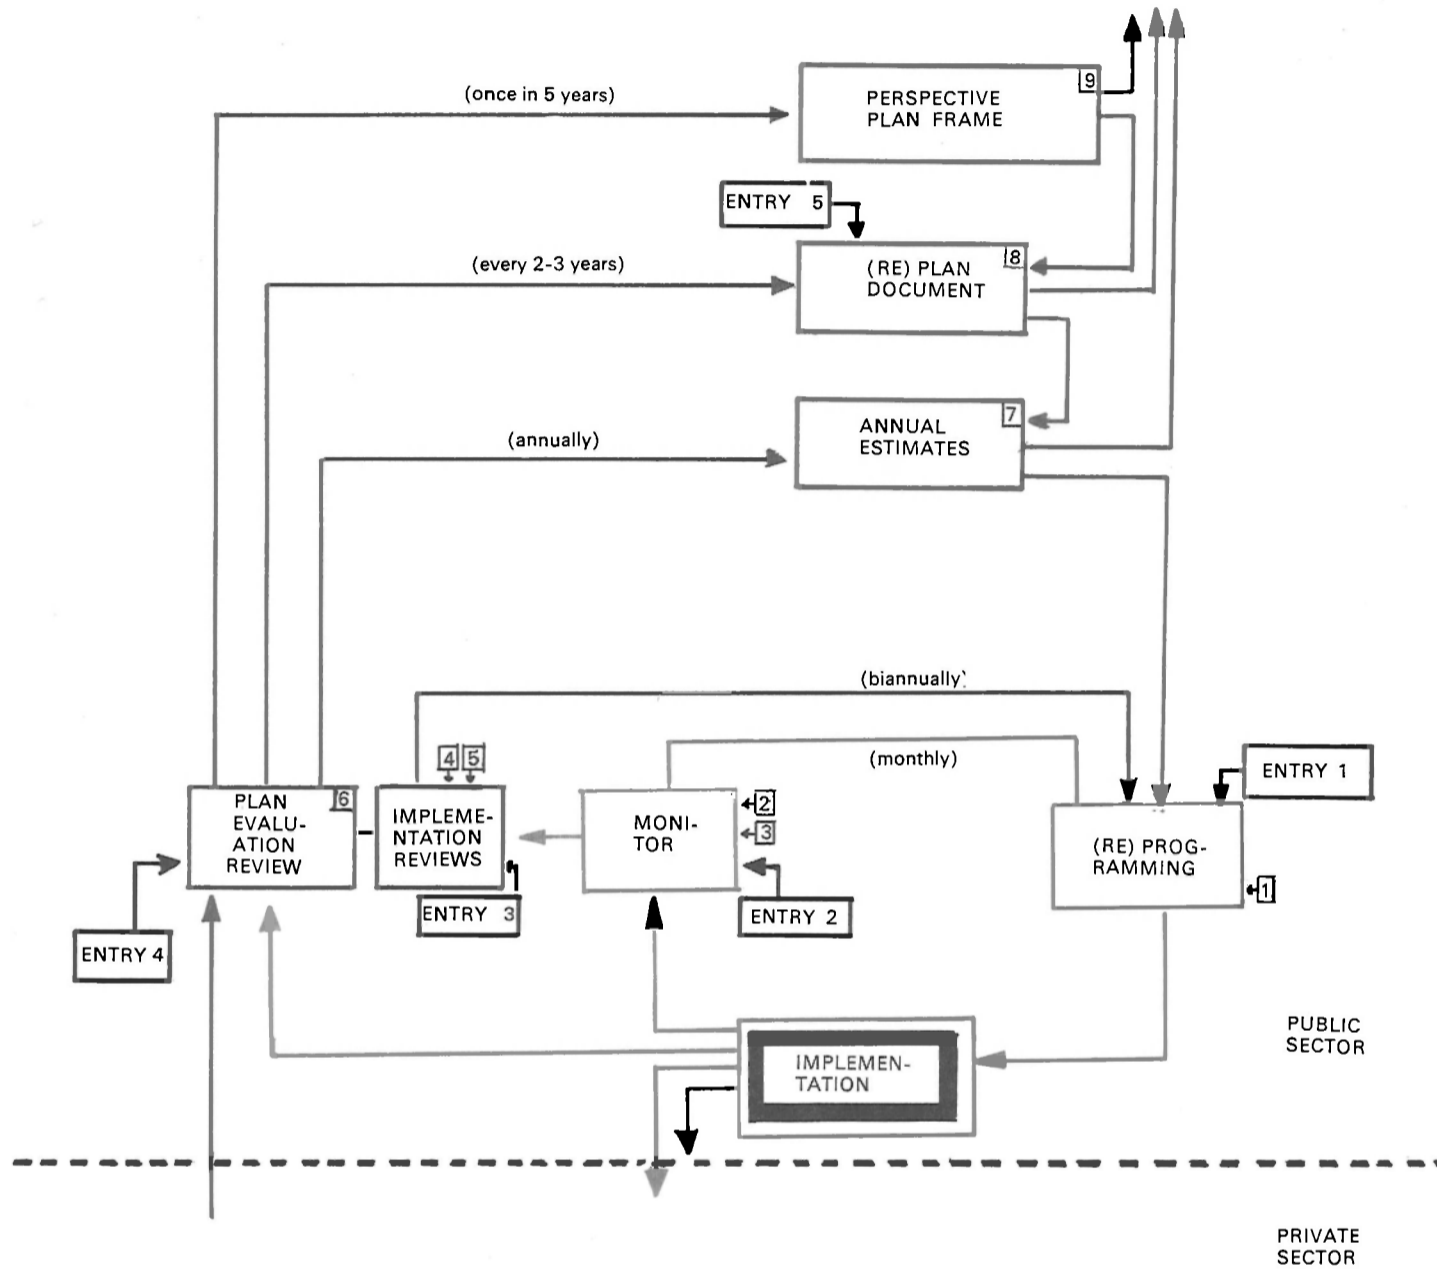 9
(once in 5 years)
PERSPECTIVE
PLAN FRAME
ENTRY 5
8
(every 2-3 years)
(RE) PLAN
DOCUMENT
7
(annually)
ANNUAL
ESTIMATES
(biannually)
(monthly)
4 5
ENTRY 1
6
PLAN
EVALU-
ATION
REVIEW
IMPLEME-
NTATION
REVIEWS
MONI-
TOR
2
3
(RE) PROG-
RAMMING
1
ENTRY 3
ENTRY 2
ENTRY 4
PUBLIC
SECTOR
IMPLEMEN-
TATION
PRIVATE
SECTOR